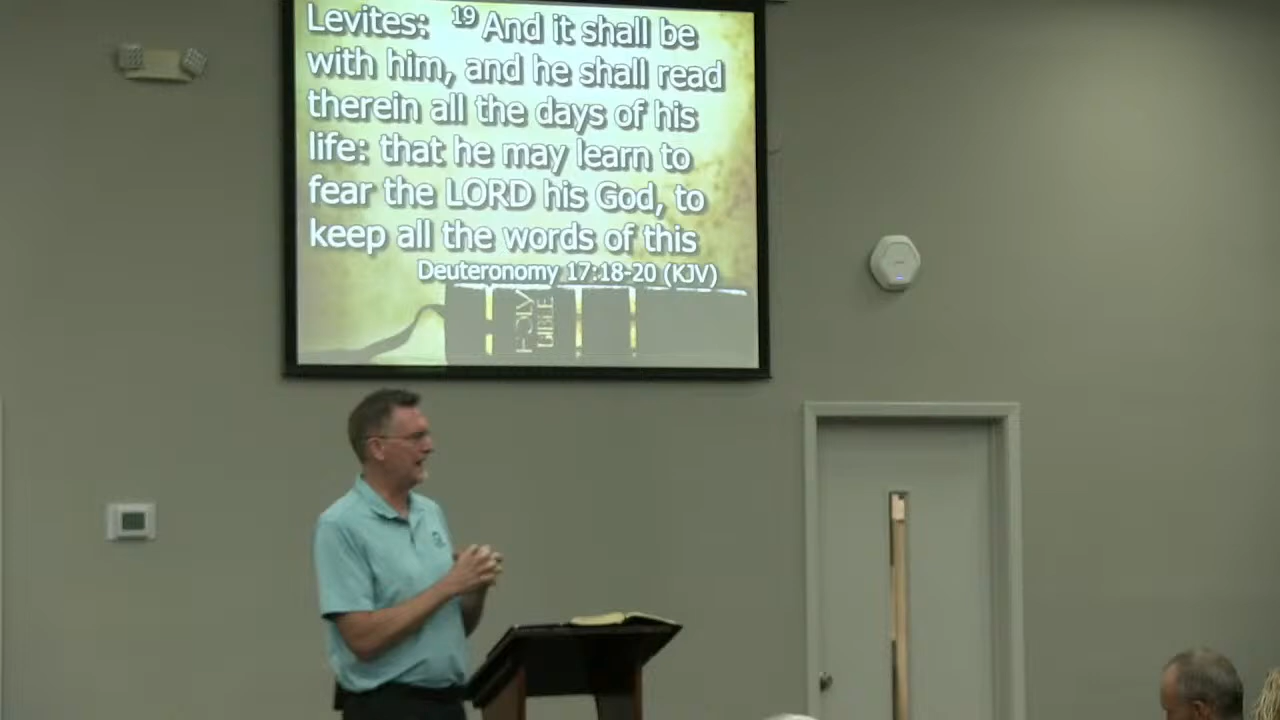 Levites: 19 And it shall be
with him, and he shall read
therein all the days of his
life: that he may learn to
fear the LORD his God, to
keep all the words of this
Deuteronomy 17:18-20 (KJV)
HOLY
BIBLE